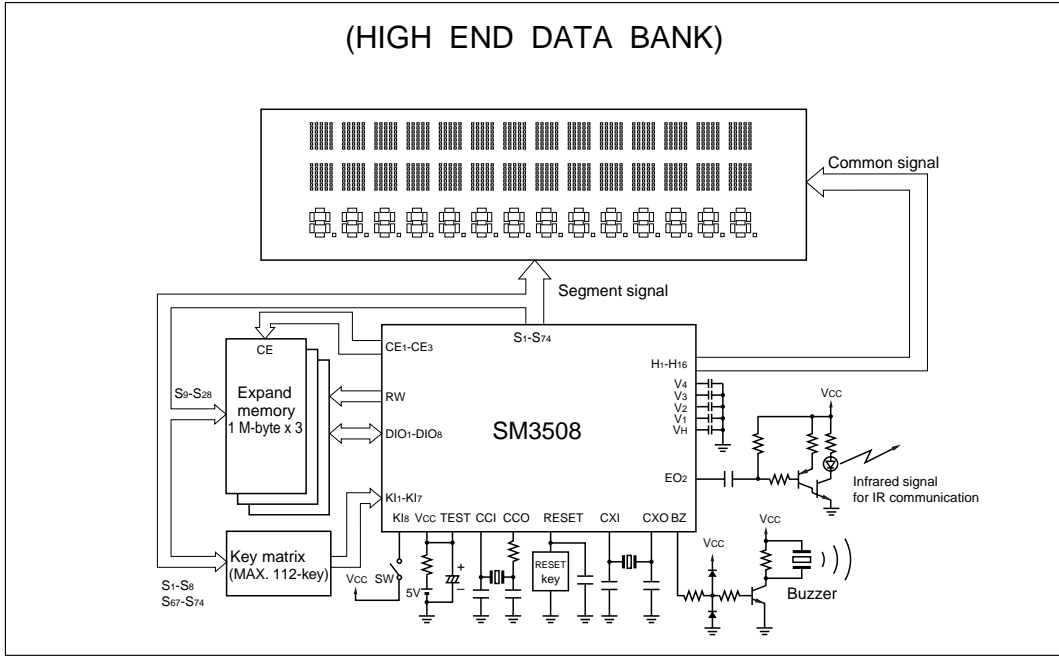 (HIGH END DATA BANK)
Common signal
Segment signal
S1-S74
CE
CE1-CE3
H1-H16
S9-S28
Expand
memory
1 M-byte x 3
RW
DIO1-DIO8
SM3508
V4
V3
V2
V1
VH
VCC
EO2
Infrared signal
for IR communication
KI1-KI7
KI8
VCC
TEST
CCI
CCO
RESET
CXI
CXO
BZ
Key matrix
(MAX. 112-key)
S1-S8
S67-S74
VCC
SW
5V
+
–
RESET
key
VCC
VCC
Buzzer